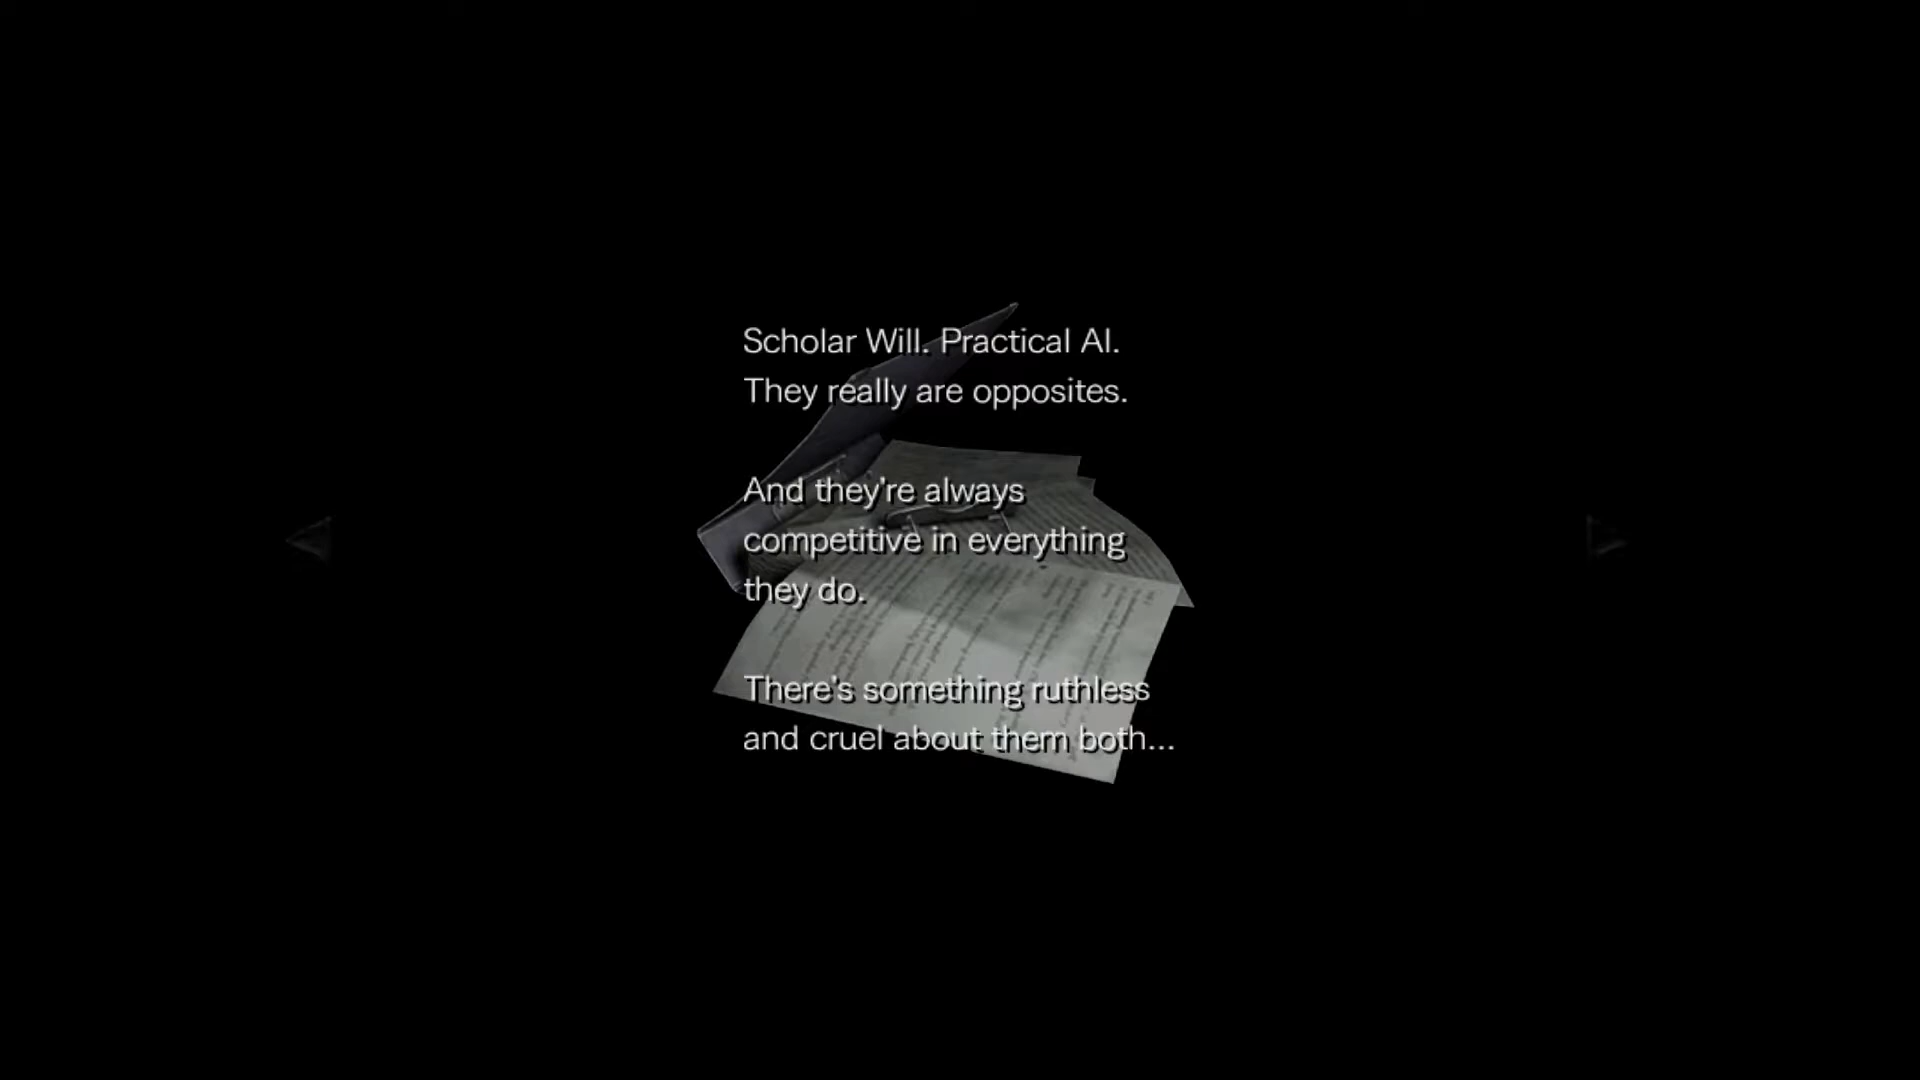 Scholar Will. Practical Al.
They really are opposites.
And they're always
competitive in everything
they do.
There's something ruthless
and cruel about them both...